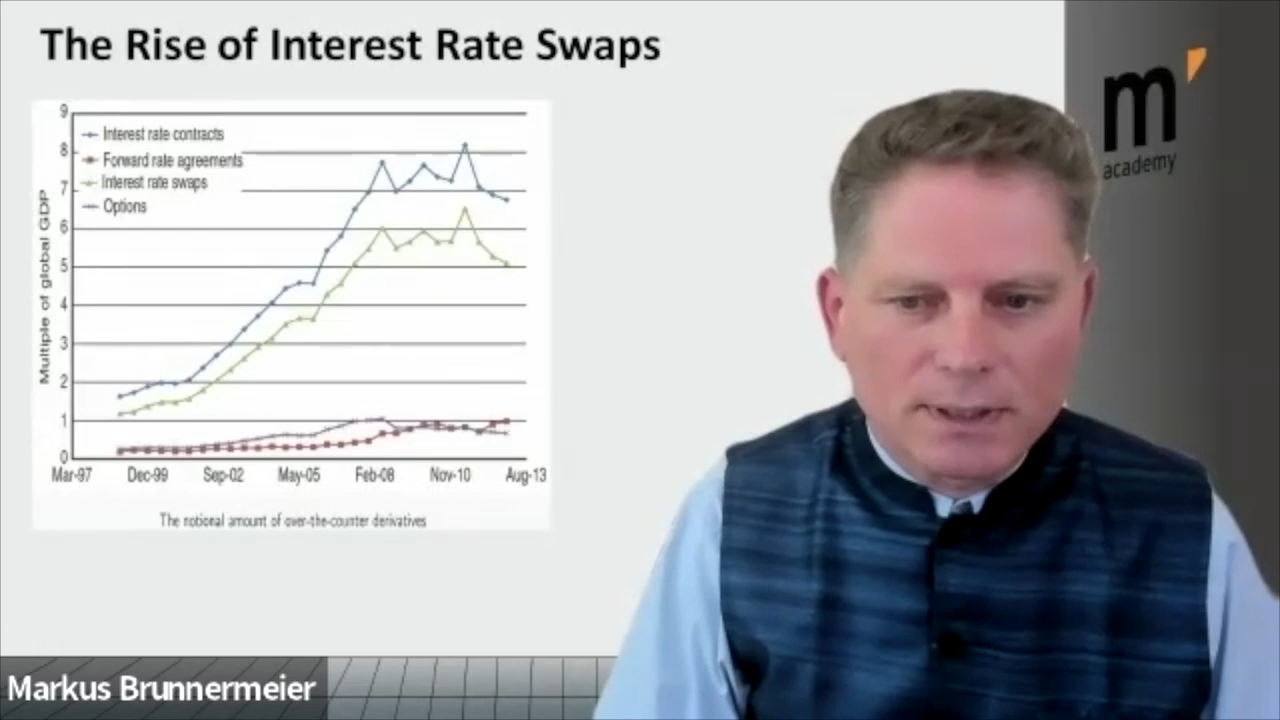 The Rise of Interest Rate Swaps
9
8
7
6
5
4
3
2
1
0
Multiple of global GDP
Interest rate contracts
Forward rate agreements
Interest rate swaps
Options
Mar-97 Dec-99 Sep-02 May-05 Feb-08 Nov-10 Aug-13
The notional amount of over-the-counter derivatives
m'
academy
Markus Brunnermeier